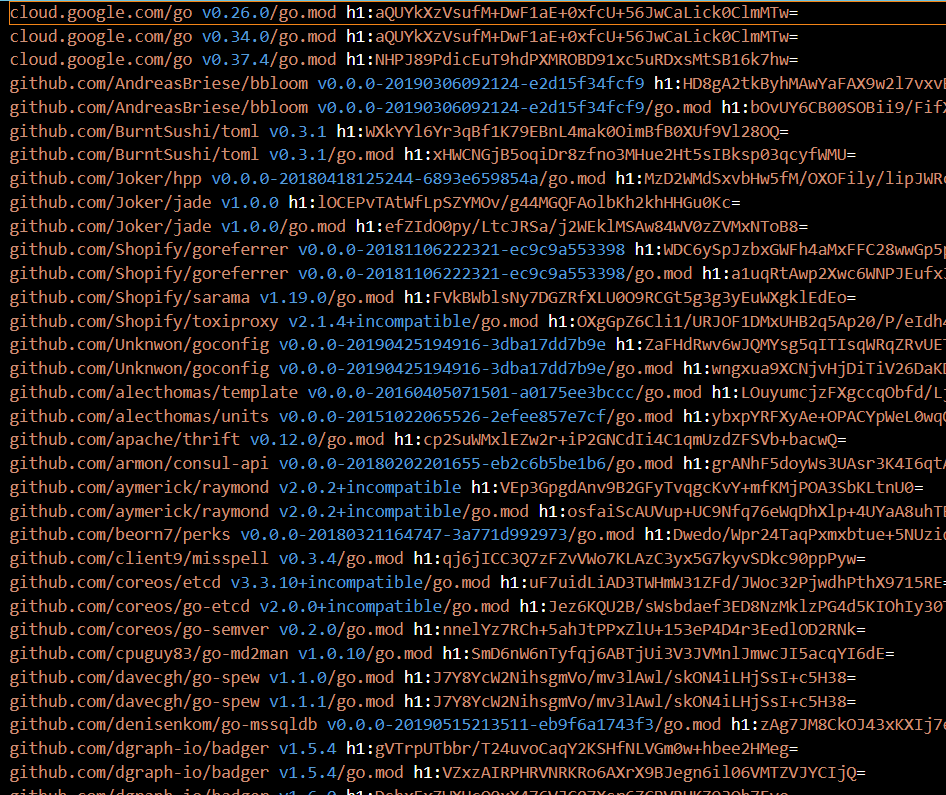 cloud.google.com/go v0.26.0/go.mod h1:aQUYkXzVsufM+DwF1aE+0xfcU+56JwCaLick0ClmMTw=
cloud.google.com/go v0.34.0/go.mod h1:aQUYkXzVsufM+DwF1aE+0xfcU+56JwCaLick0ClmMTw=
cloud.google.com/go v0.37.4/go.mod h1:NHPJ89PdicEuT9hdPXMROBD91xc5uRDxsMtSB16k7hw=
github.com/AndreasBriese/bbloom v0.0.0-20190306092124-e2d15f34fcf9 h1:HD8gA2tkByhMAwYaFAX9w2l7vxvB
github.com/AndreasBriese/bbloom v0.0.0-20190306092124-e2d15f34fcf9/go.mod h1:bOvUY6CB00SOBii9/FifX
github.com/BurntSushi/toml v0.3.1 h1:WXkYYl6Yr3qBf1K79EBnL4mak0OimBfB0XUf9Vl28OQ=
github.com/BurntSushi/toml v0.3.1/go.mod h1:xHWCNGjB5oqiDr8zfno3MHue2Ht5sIBksp03qcyfWMU=
github.com/Joker/hpp v0.0.0-20180418125244-6893e659854a/go.mod h1:MzD2WMdSxvbHw5fM/OXOFily/lipJWRc
github.com/Joker/jade v1.0.0 h1:lOCEPvTAtWfLpSZYMOv/g44MGQFAolbKh2khHHGu0Kc=
github.com/Joker/jade v1.0.0/go.mod h1:efZIdO0py/LtcJRSa/j2WEklMSAw84WV0zZVMxNToB8=
github.com/Shopify/goreferrer v0.0.0-20181106222321-ec9c9a553398 h1:WDC6ySpJzbxGWFh4aMxFFC28wwGp5p
github.com/Shopify/goreferrer v0.0.0-20181106222321-ec9c9a553398/go.mod h1:a1uqRtAwp2Xwc6WNPJEufxJ
github.com/Shopify/sarama v1.19.0/go.mod h1:FVkBWblsNy7DGZRfXLU0O9RCGt5g3g3yEuWXgklEdEo=
github.com/Shopify/toxiproxy v2.1.4+incompatible/go.mod h1:OXgGpZ6Cli1/URJOF1DMxUHB2q5Ap20/P/eIdh4
github.com/Unknwon/goconfig v0.0.0-20190425194916-3dba17dd7b9e h1:ZaFHdRwv6wJQMYsg5qITIsqWRqZRvUET
github.com/Unknwon/goconfig v0.0.0-20190425194916-3dba17dd7b9e/go.mod h1:wngxua9XCNjvHjDiTiV26DaKD
github.com/alecthomas/template v0.0.0-20160405071501-a0175ee3bccc/go.mod h1:LOuyumcjzFXgccqObfd/Lj
github.com/alecthomas/units v0.0.0-20151022065526-2efee857e7cf/go.mod h1:ybxpYRFXyAe+OPACYpWeL0wqO
github.com/apache/thrift v0.12.0/go.mod h1:cp2SuWMxlEZw2r+iP2GNCdIi4C1qmUzdZFSVb+bacwQ=
github.com/armon/consul-api v0.0.0-20180202201655-eb2c6b5be1b6/go.mod h1:grANhF5doyWs3UAsr3K4I6qtA
github.com/aymerick/raymond v2.0.2+incompatible h1:VEp3GpgdAnv9B2GFyTvqgcKvY+mfKMjPOA3SbKLtnU0=
github.com/aymerick/raymond v2.0.2+incompatible/go.mod h1:osfaiScAUVup+UC9Nfq76eWqDhXlp+4UYaA8uhTB
github.com/beorn7/perks v0.0.0-20180321164747-3a771d992973/go.mod h1:Dwedo/Wpr24TaqPxmxbtue+5NUzio
github.com/client9/misspell v0.3.4/go.mod h1:qj6jICC3Q7zFZvVWo7KLAzC3yx5G7kyvSDkc90ppPyw=
github.com/coreos/etcd v3.3.10+incompatible/go.mod h1:uF7uidLiAD3TWHmW31ZFd/JWoc32PjwdhPthX9715RE=
github.com/coreos/go-etcd v2.0.0+incompatible/go.mod h1:Jez6KQU2B/sWsbdaef3ED8NzMklzPG4d5KIOhIy30T
github.com/coreos/go-semver v0.2.0/go.mod h1:nnelYz7RCh+5ahJtPPxZlU+153eP4D4r3EedlOD2RNk=
github.com/cpuguy83/go-md2man v1.0.10/go.mod h1:SmD6nW6nTyfqj6ABTjUi3V3JVMnlJmwcJI5acqYI6dE=
github.com/davecgh/go-spew v1.1.0/go.mod h1:J7Y8YcW2NihsgmVo/mv3lAwl/skON4iLHjSsI+c5H38=
github.com/davecgh/go-spew v1.1.1/go.mod h1:J7Y8YcW2NihsgmVo/mv3lAwl/skON4iLHjSsI+c5H38=
github.com/denisenkom/go-mssqldb v0.0.0-20190515213511-eb9f6a1743f3/go.mod h1:zAg7JM8CkOJ43xKXIj7e
github.com/dgraph-io/badger v1.5.4 h1:gVTrpUTbbr/T24uvoCaqY2KSHfNLVGm0w+hbee2HMeg=
github.com/dgraph-io/badger v1.5.4/go.mod h1:VZxzAIRPHRVNRKRo6AXrX9BJegn6il06VMTZVJYCIjQ=